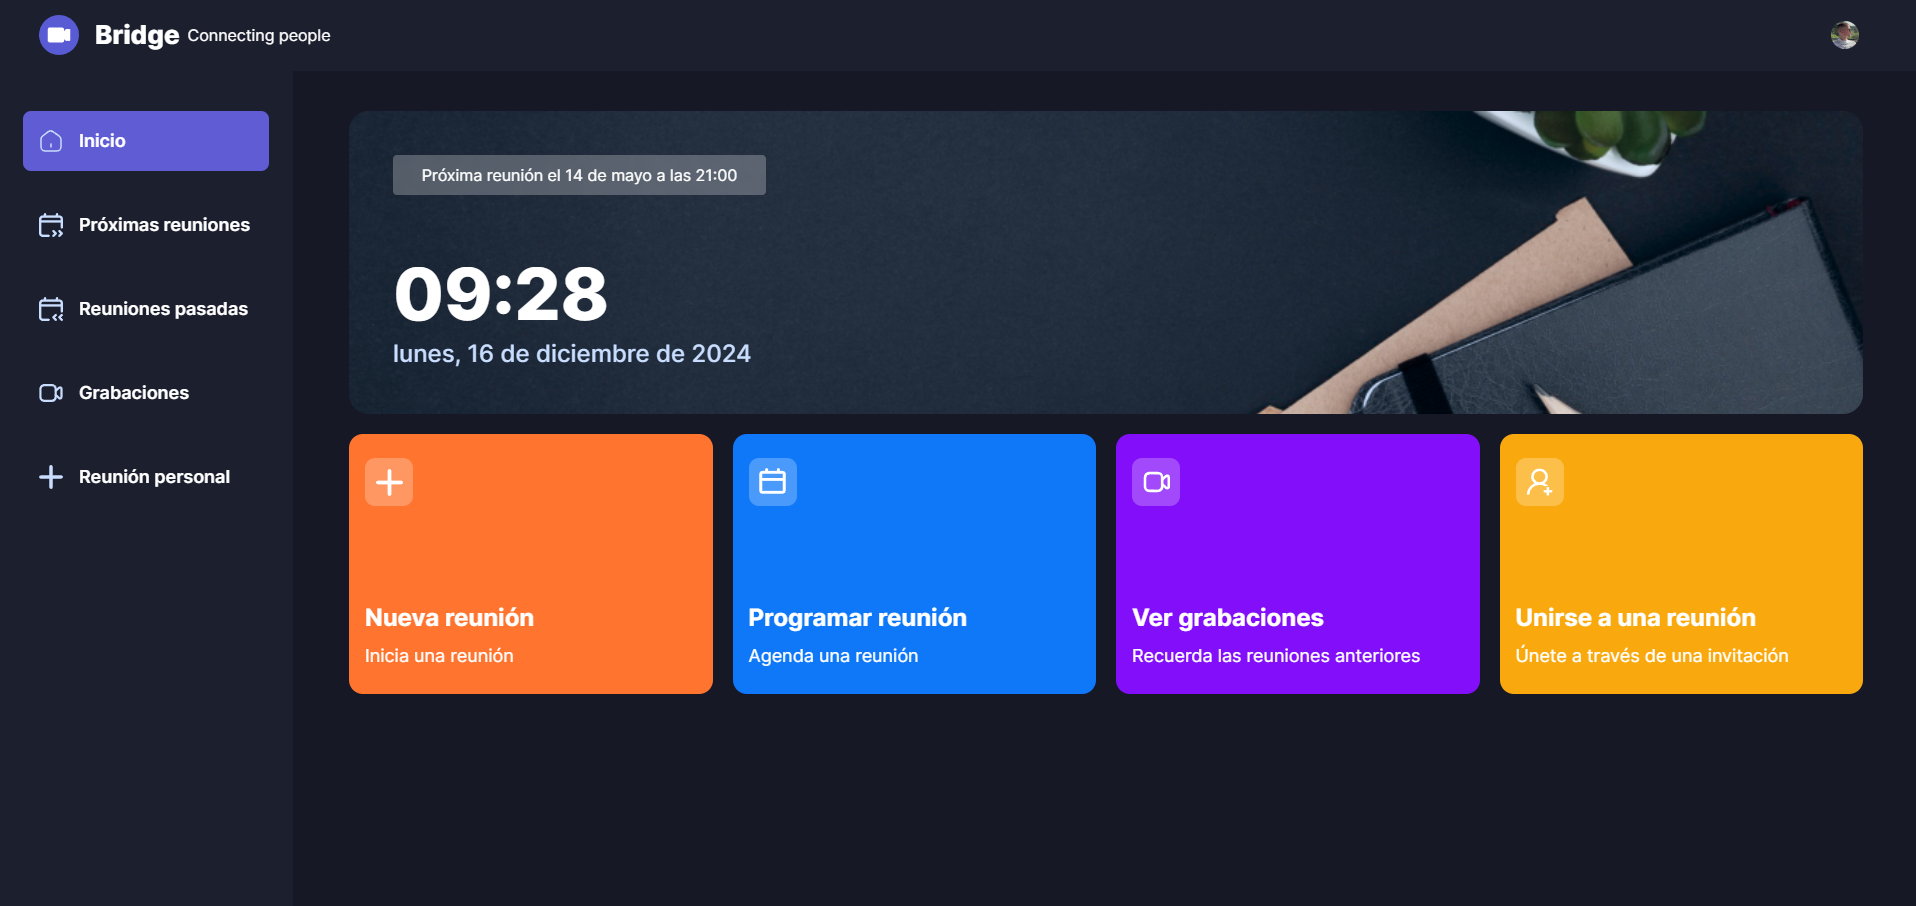 Bridge Connecting people
Inicio
Próximas reuniones
Reuniones pasadas
Grabaciones
Reunión personal
Próxima reunión el 14 de mayo a las 21:00
09:28
lunes, 16 de diciembre de 2024
Nueva reunión
Inicia una reunión
Programar reunión
Agenda una reunión
Ver grabaciones
Recuerda las reuniones anteriores
Unirse a una reunión
Únete a través de una invitación